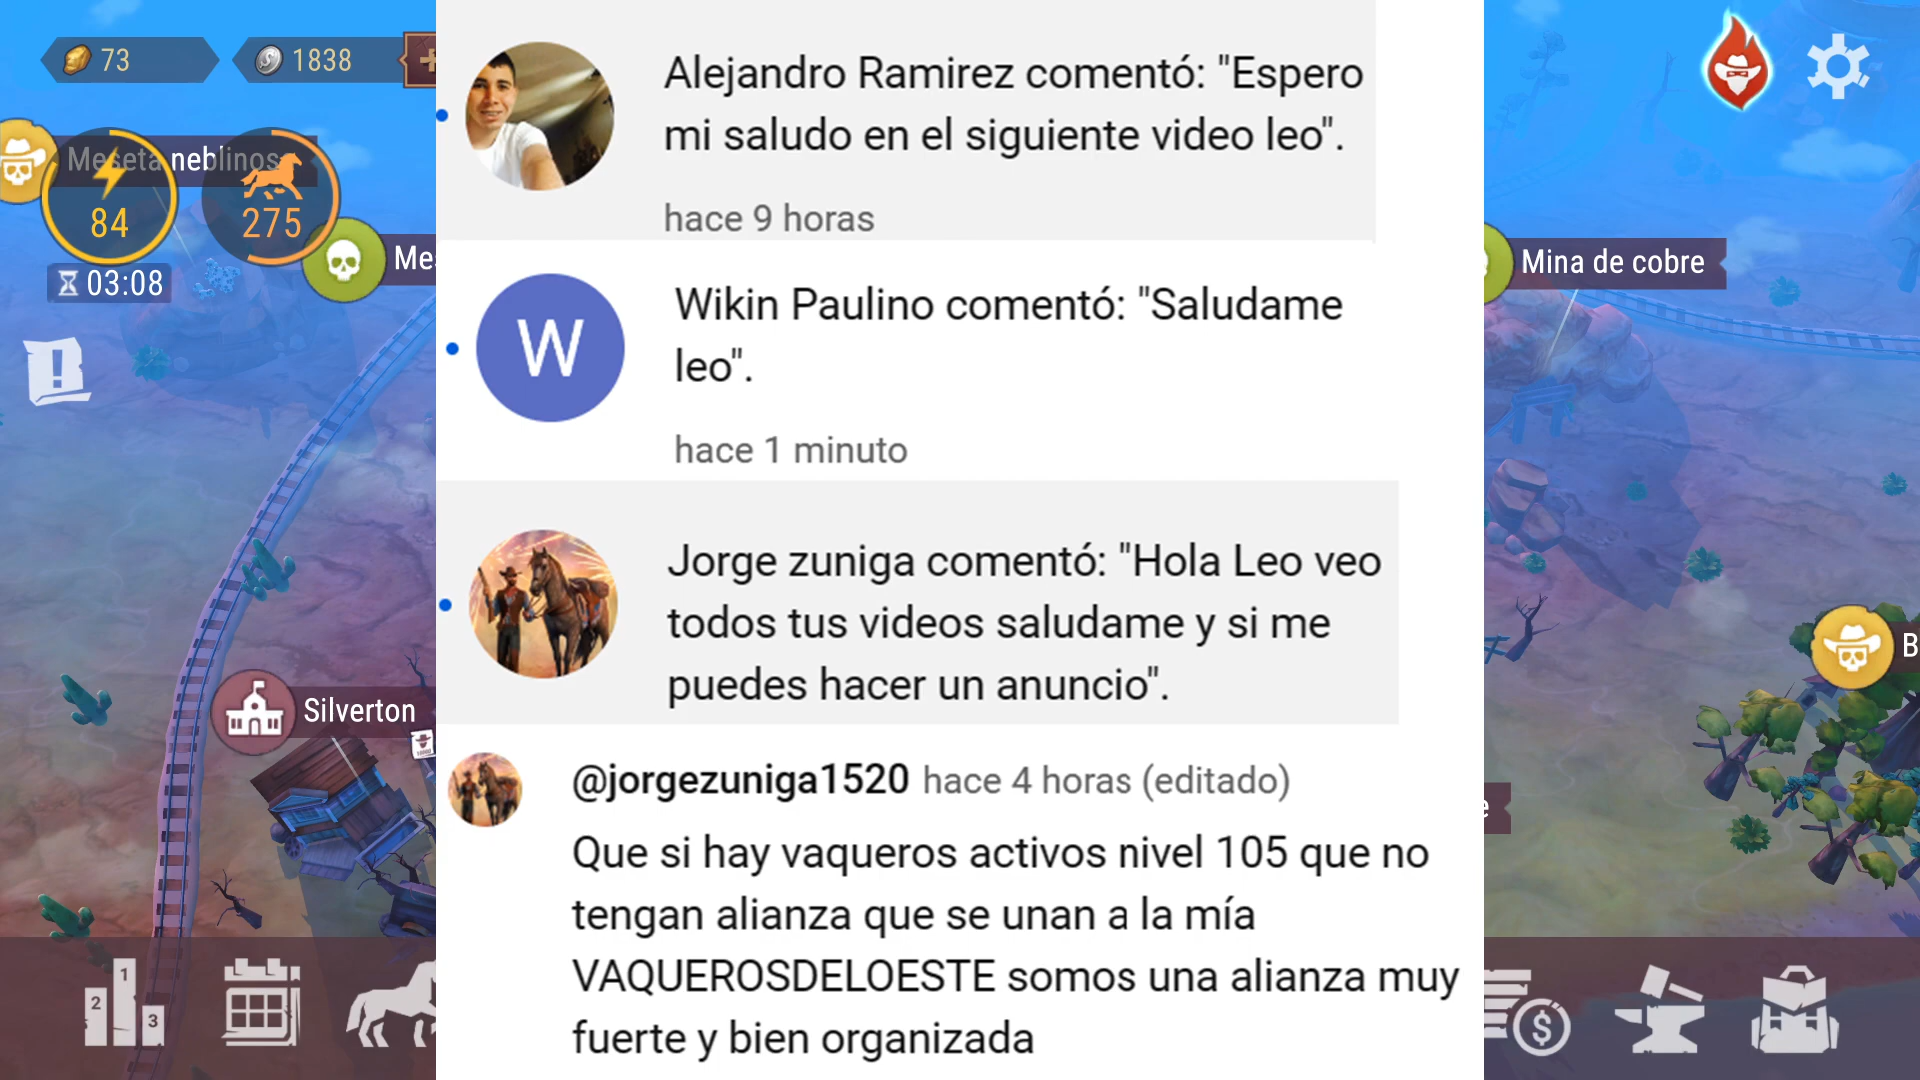 73
1838
Meseta neblinos
84
275
03:08
Mes
Silverton
1
2
3
Alejandro Ramirez comentó: "Espero
mi saludo en el siguiente video leo".
hace 9 horas
W
Wikin Paulino comentó: "Saludame
leo".
hace 1 minuto
Jorge zuniga comentó: "Hola Leo veo
todos tus videos saludame y si me
puedes hacer un anuncio".
@jorgezuniga1520 hace 4 horas (editado)
Que si hay vaqueros activos nivel 105 que no
tengan alianza que se unan a la mía
VAQUEROSDELOESTE somos una alianza muy
fuerte y bien organizada
Mina de cobre
B
e